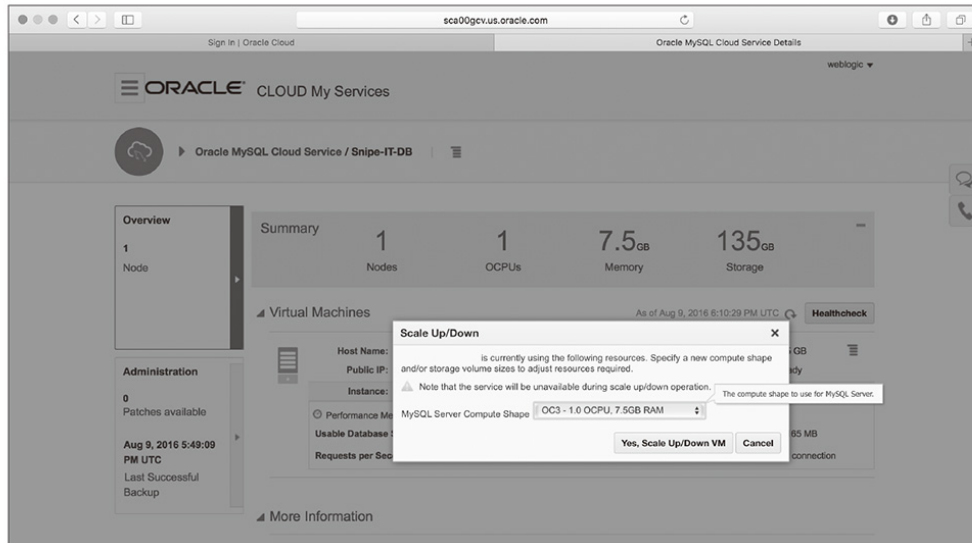 sca00gcv.us.oracle.com
Sign In | Oracle Cloud
Oracle MySQL Cloud Service Details
weblogic
ORACLE CLOUD My Services
Oracle MySQL Cloud Service / Snipe-IT-DB
Overview
1
Node
Summary
1
Nodes
1
OCPUs
7.5GB
Memory
135GB
Storage
Virtual Machines
As of Aug 9, 2016 6:10:29 PM UTC
Healthcheck
Host Name:
Public IP:
Instance:
Performance Me
Usable Database
Requests per Sec
GB
65 MB
connection
Scale Up/Down
is currently using the following resources. Specify a new compute shape
and/or storage volume sizes to adjust resources required.
Note that the service will be unavailable during scale up/down operation.
The compute shape to use for MySQL Server.
MySQL Server Compute Shape
OC3 - 1.0 OCPU, 7.5GB RAM
Yes, Scale Up/Down VM
Cancel
Administration
0
Patches available
Aug 9, 2016 5:49:09
PM UTC
Last Successful
Backup
More Information